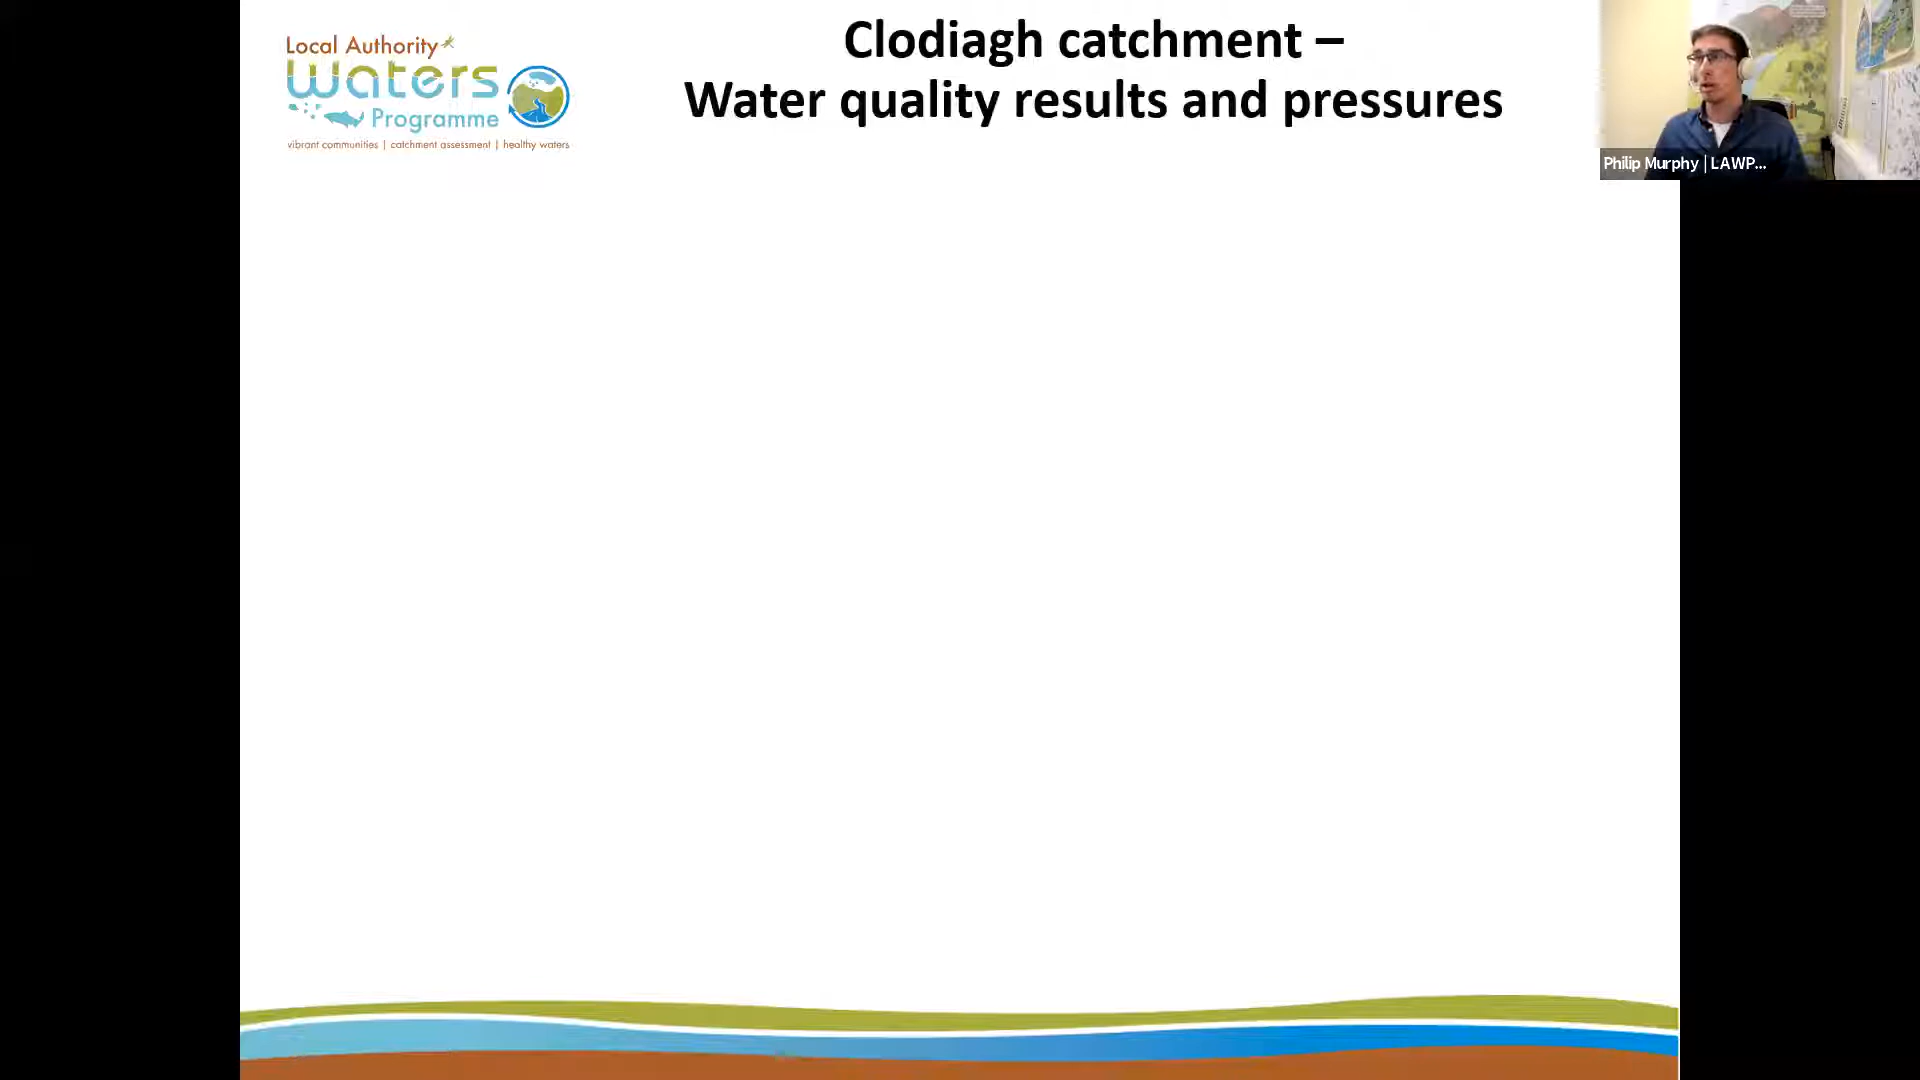 Local Authority
waters
Programme
vibrant communities | catchment assessment | healthy waters
Clodiagh catchment –
Water quality results and pressures
Philip Murphy | LAWP...